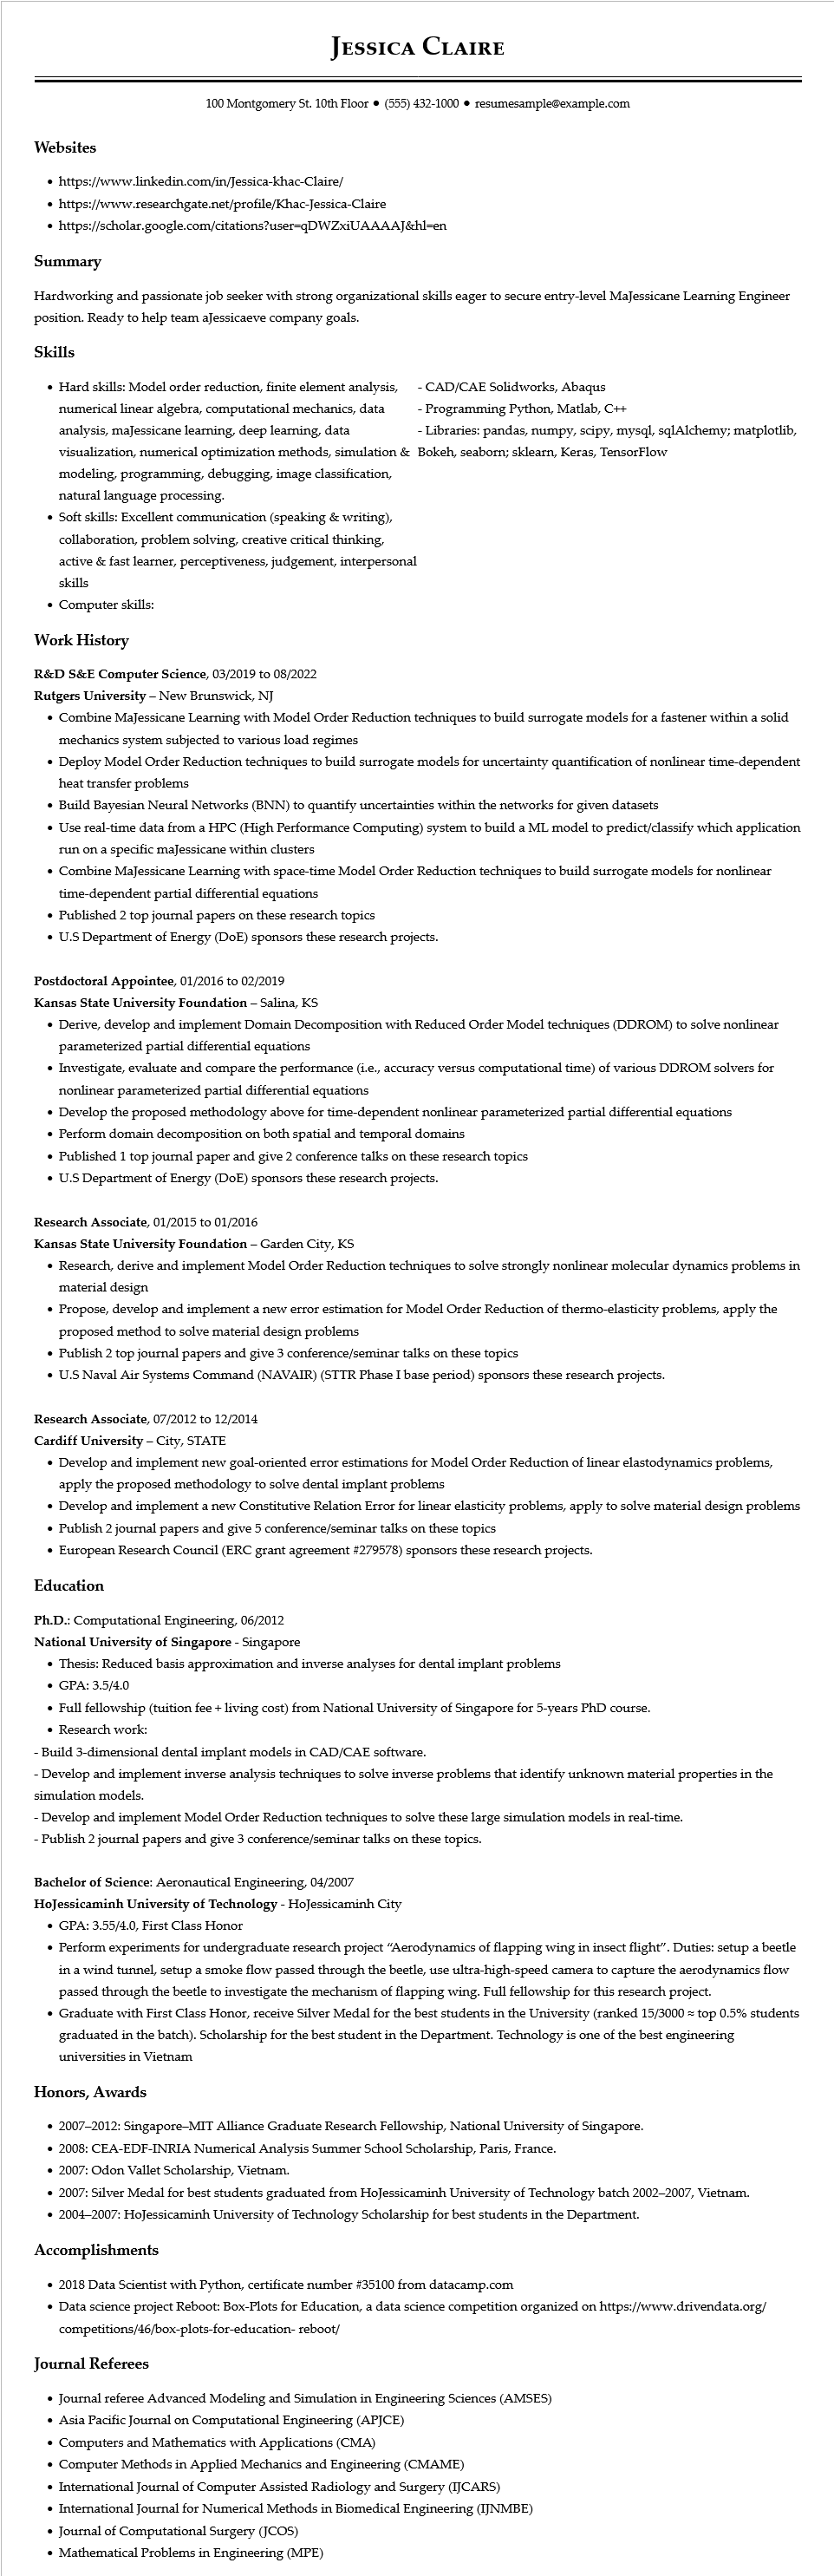 Jessica Claire
100 Montgomery St. 10th Floor ● (555) 432-1000 ● resumesample@example.com
Websites
• https://www.linkedin.com/in/Jessica-khac-Claire/
• https://www.researchgate.net/profile/Khac-Jessica-Claire
• https://scholar.google.com/citations?user=qDWZxiUAAAAJ&hl=en
Summary
Hardworking and passionate job seeker with strong organizational skills eager to secure entry-level MaJessicane Learning Engineer
position. Ready to help team aJessicaeve company goals.
Skills
• Hard skills: Model order reduction, finite element analysis,
numerical linear algebra, computational mechanics, data
analysis, maJessicane learning, deep learning, data
visualization, numerical optimization methods, simulation &
modeling, programming, debugging, image classification,
natural language processing.
• Soft skills: Excellent communication (speaking & writing),
collaboration, problem solving, creative critical thinking,
active & fast learner, perceptiveness, judgement, interpersonal
skills
• Computer skills:
- CAD/CAE Solidworks, Abaqus
- Programming Python, Matlab, C++
- Libraries: pandas, numpy, scipy, mysql, sqlAlchemy; matplotlib,
Bokeh, seaborn; sklearn, Keras, TensorFlow
Work History
R&D S&E Computer Science, 03/2019 to 08/2022
Rutgers University – New Brunswick, NJ
• Combine MaJessicane Learning with Model Order Reduction techniques to build surrogate models for a fastener within a solid
mechanics system subjected to various load regimes
• Deploy Model Order Reduction techniques to build surrogate models for uncertainty quantification of nonlinear time-dependent
heat transfer problems
• Build Bayesian Neural Networks (BNN) to quantify uncertainties within the networks for given datasets
• Use real-time data from a HPC (High Performance Computing) system to build a ML model to predict/classify which application
run on a specific maJessicane within clusters
• Combine MaJessicane Learning with space-time Model Order Reduction techniques to build surrogate models for nonlinear
time-dependent partial differential equations
• Published 2 top journal papers on these research topics
• U.S Department of Energy (DoE) sponsors these research projects.
Postdoctoral Appointee, 01/2016 to 02/2019
Kansas State University Foundation – Salina, KS
• Derive, develop and implement Domain Decomposition with Reduced Order Model techniques (DDROM) to solve nonlinear
parameterized partial differential equations
• Investigate, evaluate and compare the performance (i.e., accuracy versus computational time) of various DDROM solvers for
nonlinear parameterized partial differential equations
• Develop the proposed methodology above for time-dependent nonlinear parameterized partial differential equations
• Perform domain decomposition on both spatial and temporal domains
• Published 1 top journal paper and give 2 conference talks on these research topics
• U.S Department of Energy (DoE) sponsors these research projects.
Research Associate, 01/2015 to 01/2016
Kansas State University Foundation – Garden City, KS
• Research, derive and implement Model Order Reduction techniques to solve strongly nonlinear molecular dynamics problems in
material design
• Propose, develop and implement a new error estimation for Model Order Reduction of thermo-elasticity problems, apply the
proposed method to solve material design problems
• Publish 2 top journal papers and give 3 conference/seminar talks on these topics
• U.S Naval Air Systems Command (NAVAIR) (STTR Phase I base period) sponsors these research projects.
Research Associate, 07/2012 to 12/2014
Cardiff University – City, STATE
• Develop and implement new goal-oriented error estimations for Model Order Reduction of linear elastodynamics problems,
apply the proposed methodology to solve dental implant problems
• Develop and implement a new Constitutive Relation Error for linear elasticity problems, apply to solve material design problems
• Publish 2 journal papers and give 5 conference/seminar talks on these topics
• European Research Council (ERC grant agreement #279578) sponsors these research projects.
Education
Ph.D.: Computational Engineering, 06/2012
National University of Singapore - Singapore
• Thesis: Reduced basis approximation and inverse analyses for dental implant problems
• GPA: 3.5/4.0
• Full fellowship (tuition fee + living cost) from National University of Singapore for 5-years PhD course.
• Research work:
- Build 3-dimensional dental implant models in CAD/CAE software.
- Develop and implement inverse analysis techniques to solve inverse problems that identify unknown material properties in the
simulation models.
- Develop and implement Model Order Reduction techniques to solve these large simulation models in real-time.
- Publish 2 journal papers and give 3 conference/seminar talks on these topics.
Bachelor of Science: Aeronautical Engineering, 04/2007
HoJessicaminh University of Technology - HoJessicaminh City
• GPA: 3.55/4.0, First Class Honor
• Perform experiments for undergraduate research project “Aerodynamics of flapping wing in insect flight”. Duties: setup a beetle
in a wind tunnel, setup a smoke flow passed through the beetle, use ultra-high-speed camera to capture the aerodynamics flow
passed through the beetle to investigate the mechanism of flapping wing. Full fellowship for this research project.
• Graduate with First Class Honor, receive Silver Medal for the best students in the University (ranked 15/3000 ≈ top 0.5% students
graduated in the batch). Scholarship for the best student in the Department. Technology is one of the best engineering
universities in Vietnam
Honors, Awards
• 2007–2012: Singapore–MIT Alliance Graduate Research Fellowship, National University of Singapore.
• 2008: CEA-EDF-INRIA Numerical Analysis Summer School Scholarship, Paris, France.
• 2007: Odon Vallet Scholarship, Vietnam.
• 2007: Silver Medal for best students graduated from HoJessicaminh University of Technology batch 2002–2007, Vietnam.
• 2004–2007: HoJessicaminh University of Technology Scholarship for best students in the Department.
Accomplishments
• 2018 Data Scientist with Python, certificate number #35100 from datacamp.com
• Data science project Reboot: Box-Plots for Education, a data science competition organized on https://www.drivendata.org/
competitions/46/box-plots-for-education- reboot/
Journal Referees
• Journal referee Advanced Modeling and Simulation in Engineering Sciences (AMSES)
• Asia Pacific Journal on Computational Engineering (APJCE)
• Computers and Mathematics with Applications (CMA)
• Computer Methods in Applied Mechanics and Engineering (CMAME)
• International Journal of Computer Assisted Radiology and Surgery (IJCARS)
• International Journal for Numerical Methods in Biomedical Engineering (IJNMBE)
• Journal of Computational Surgery (JCOS)
• Mathematical Problems in Engineering (MPE)